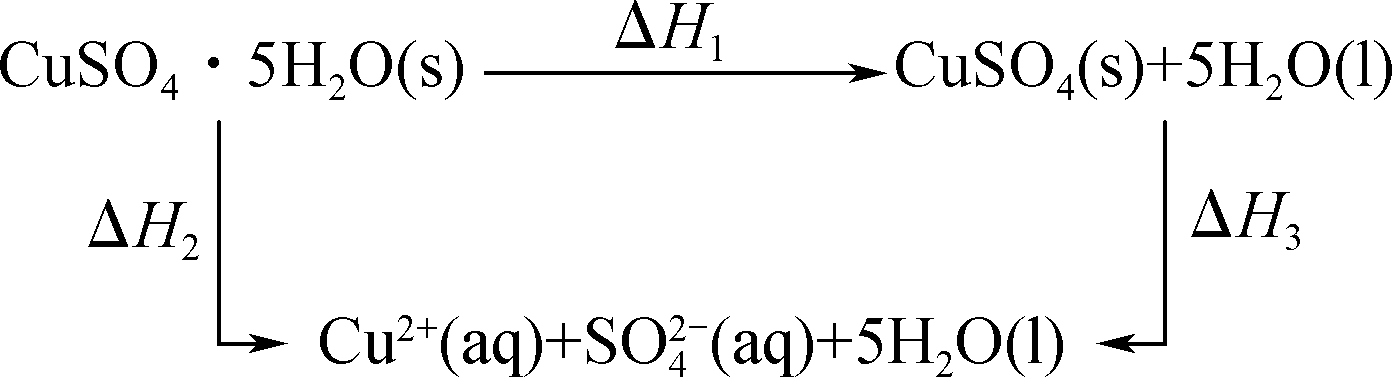 ΔH₁
CuSO₄ · 5H₂O(s) CuSO₄(s)+5H₂O(l)
ΔH₂ ΔH₃
Cu²⁺(aq)+SO₄²⁻(aq)+5H₂O(l)